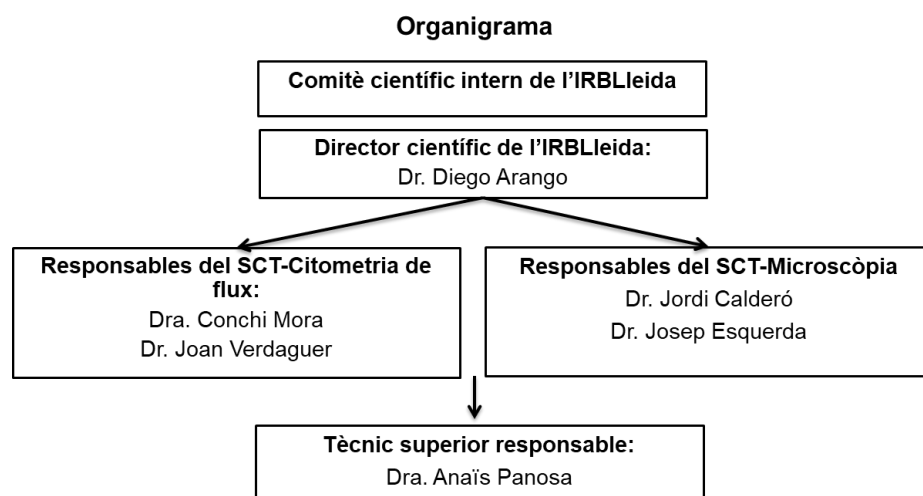 Organigrama
Comitè científic intern de l'IRBLleida
Director científic de l'IRBLleida:
Dr. Diego Arango
Responsables del SCT-Citometria de
flux:
Dra. Conchi Mora
Dr. Joan Verdaguer
Responsables del SCT-Microscòpia
Dr. Jordi Calderó
Dr. Josep Esquerda
Tècnic superior responsable:
Dra. Anaïs Panosa